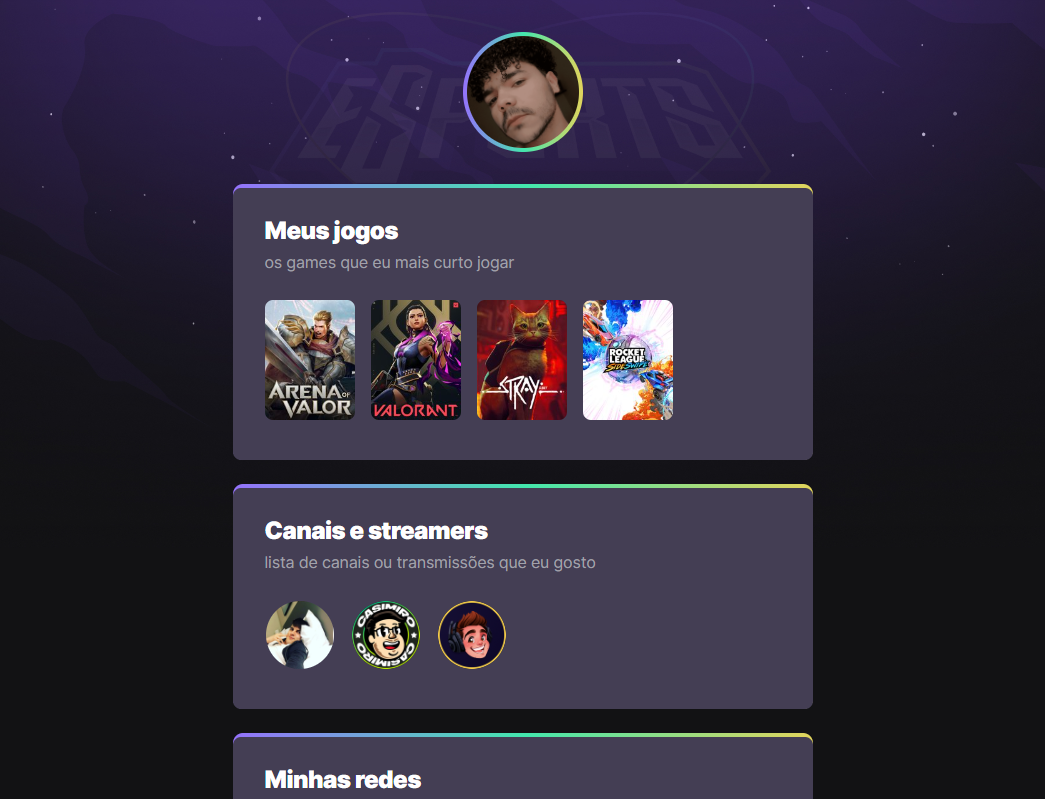 ESPORTS
Meus jogos
os games que eu mais curto jogar
ARENA OF
VALOR
VALORANT
STRAY
ROCKET
LEAGUE
SIDESWIPE
Canais e streamers
lista de canais ou transmissões que eu gosto
CASIMIRO
CASIMIRO
Minhas redes